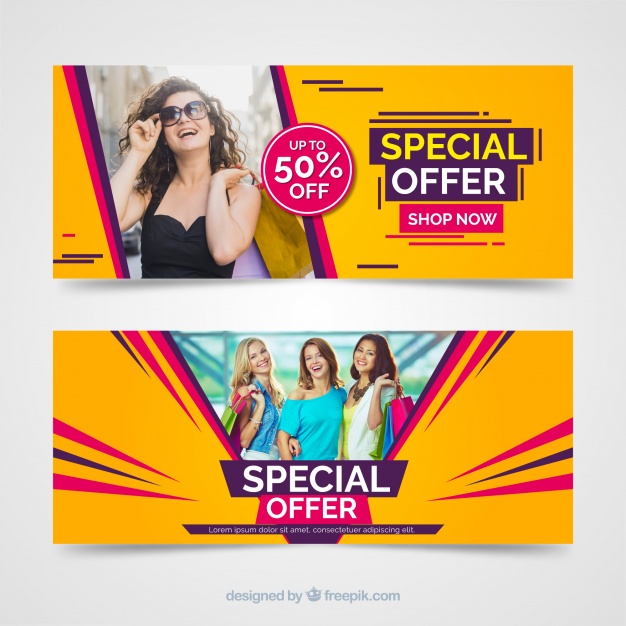 UP TO
50%
OFF
SPECIAL
OFFER
SHOP NOW
SPECIAL
OFFER
Lorem ipsum dolor sit amet, consectetuer adipiscing elit.
designed by freepik.com